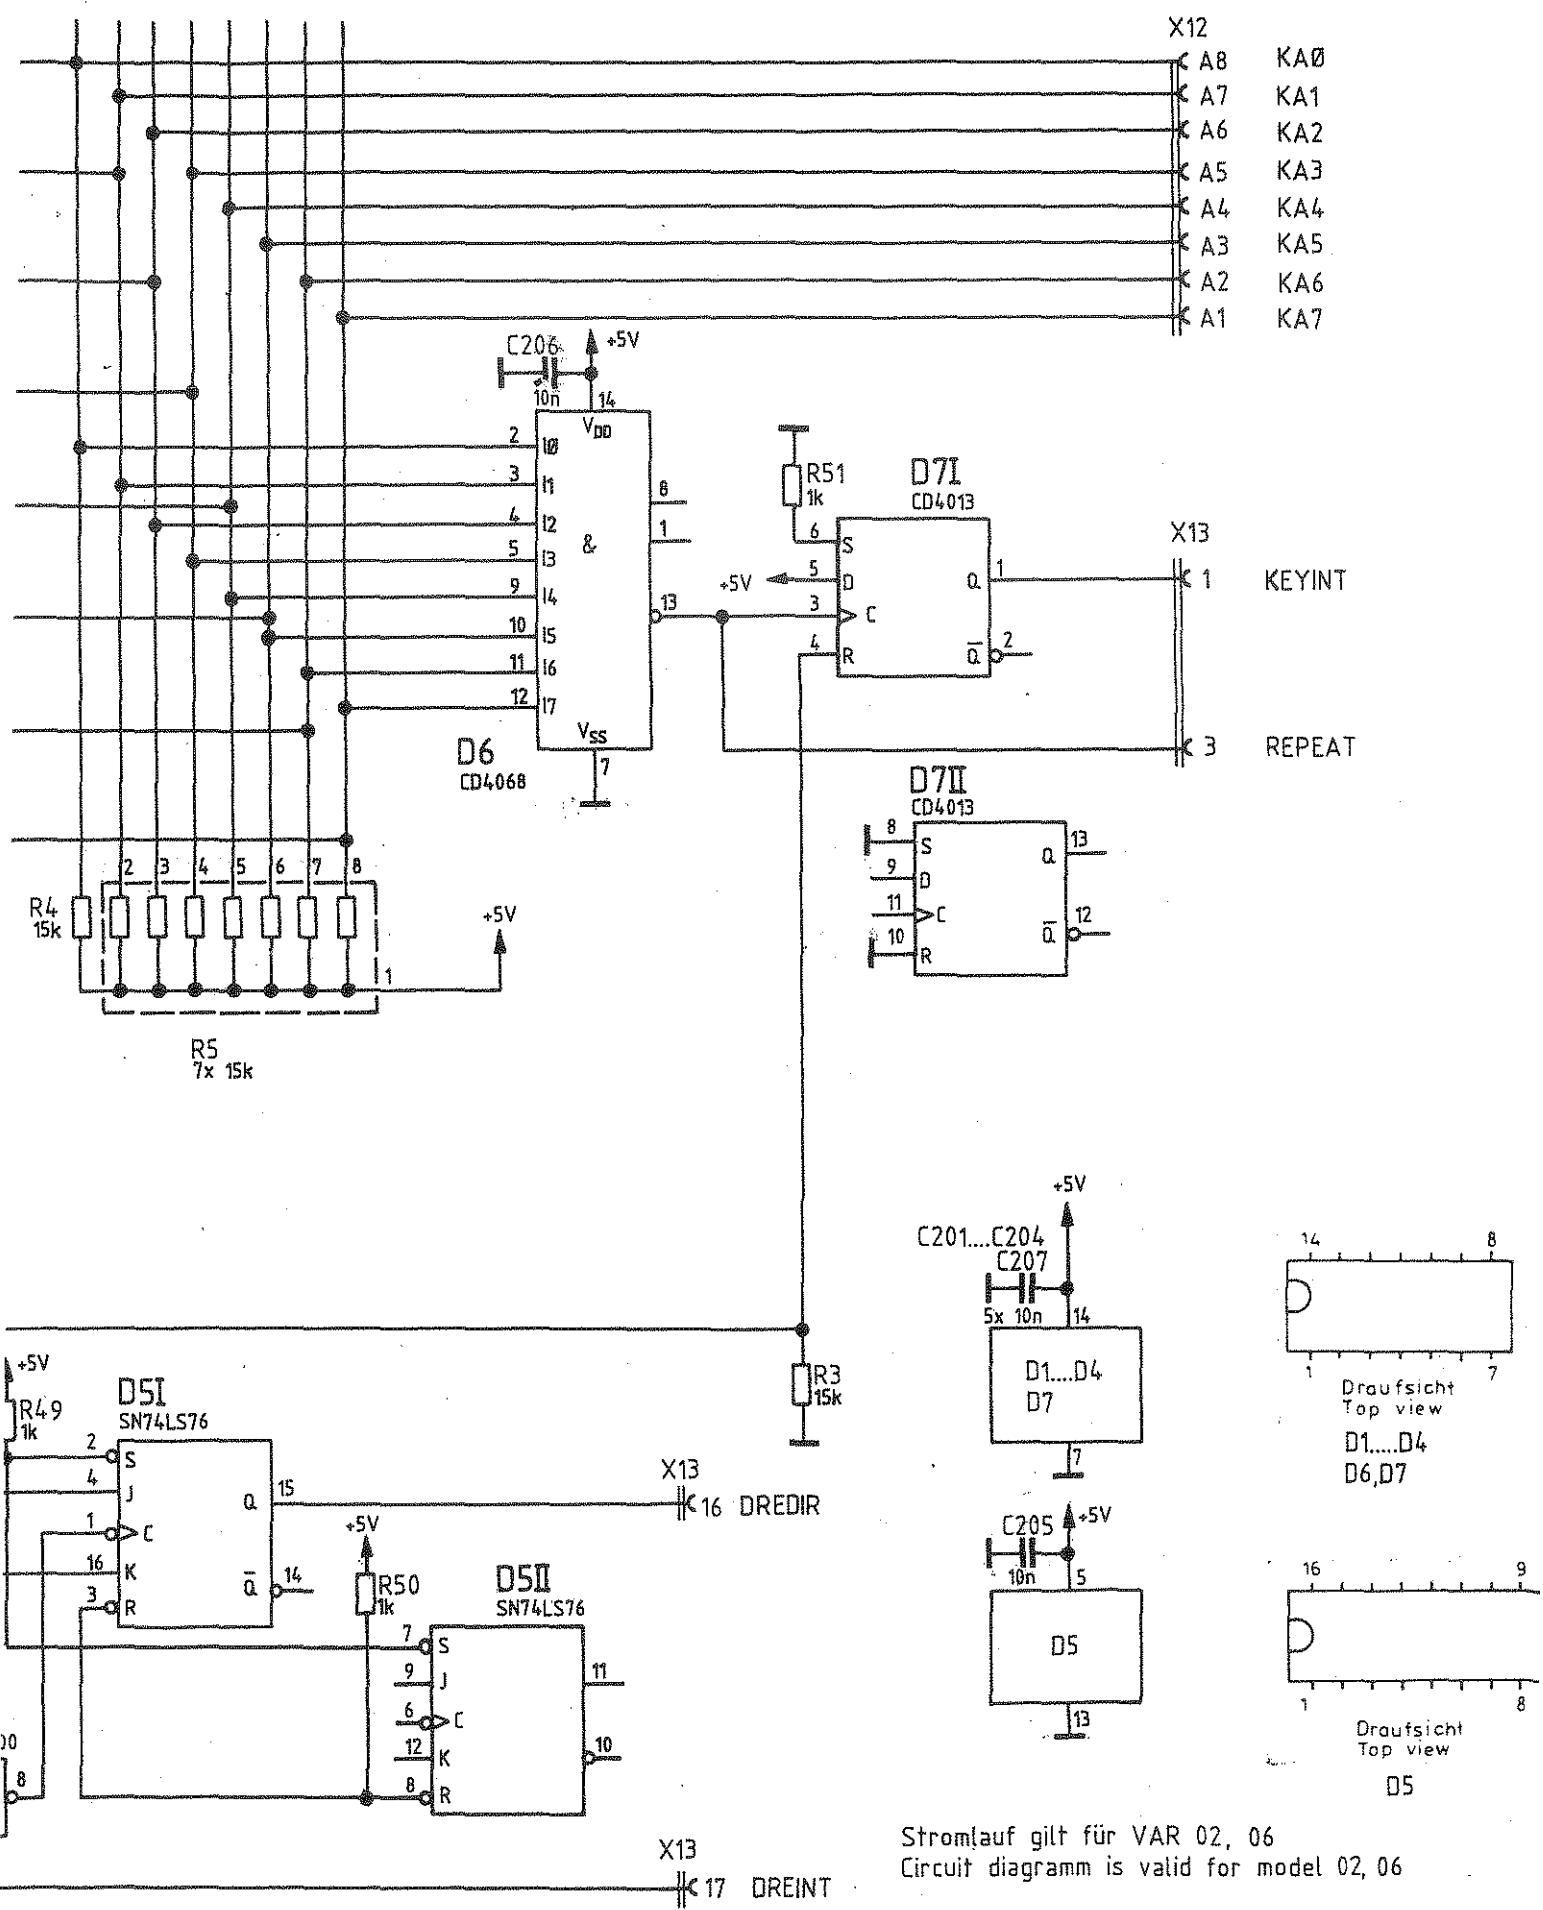 X12
A8 KAØ
A7 KA1
A6 KA2
A5 KA3
A4 KA4
A3 KA5
A2 KA6
A1 KA7
C206 +5V
10n
14
VDD
2 IØ
3 I1
4 I2
5 I3
9 I4
10 I5
11 I6
12 I7
&
8
1
13
VSS
7
D6
CD4068
R51
1k
D7I
CD4013
6 S
+5V 5 D
3 C
4 R
Q 1
Q̅ 2
X13
1 KEYINT
3 REPEAT
D7II
CD4013
8 S
9 D
11 C
10 R
Q 13
Q̅ 12
2 3 4 5 6 7 8
R4
15k
+5V
1
R5
7x 15k
+5V
C201....C204
C207
5x 10n 14
D1....D4
D7
7
14 8
1 7
Draufsicht
Top view
D1.....D4
D6,D7
R3
15k
+5V
R49
1k
D5I
SN74LS76
2 S
4 J
1 C
16 K
3 R
Q 15
Q̅ 14
X13
16 DREDIR
+5V
R50
1k
D5II
SN74LS76
7 S
9 J
6 C
12 K
8 R
11
10
C205 +5V
10n 5
D5
13
16 9
1 8
Draufsicht
Top view
D5
00
8
X13
17 DREINT
Stromlauf gilt für VAR 02, 06
Circuit diagramm is valid for model 02, 06